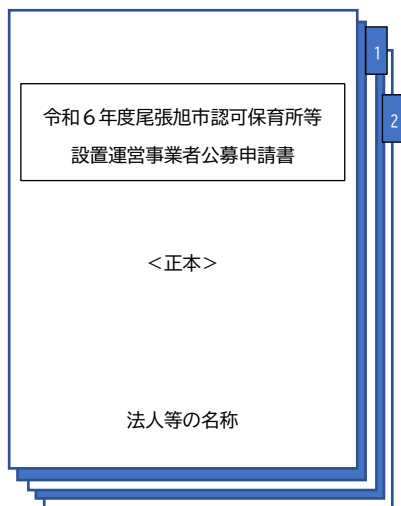 令和６年度尾張旭市認可保育所等
設置運営事業者公募申請書
＜正本＞
法人等の名称
1
2